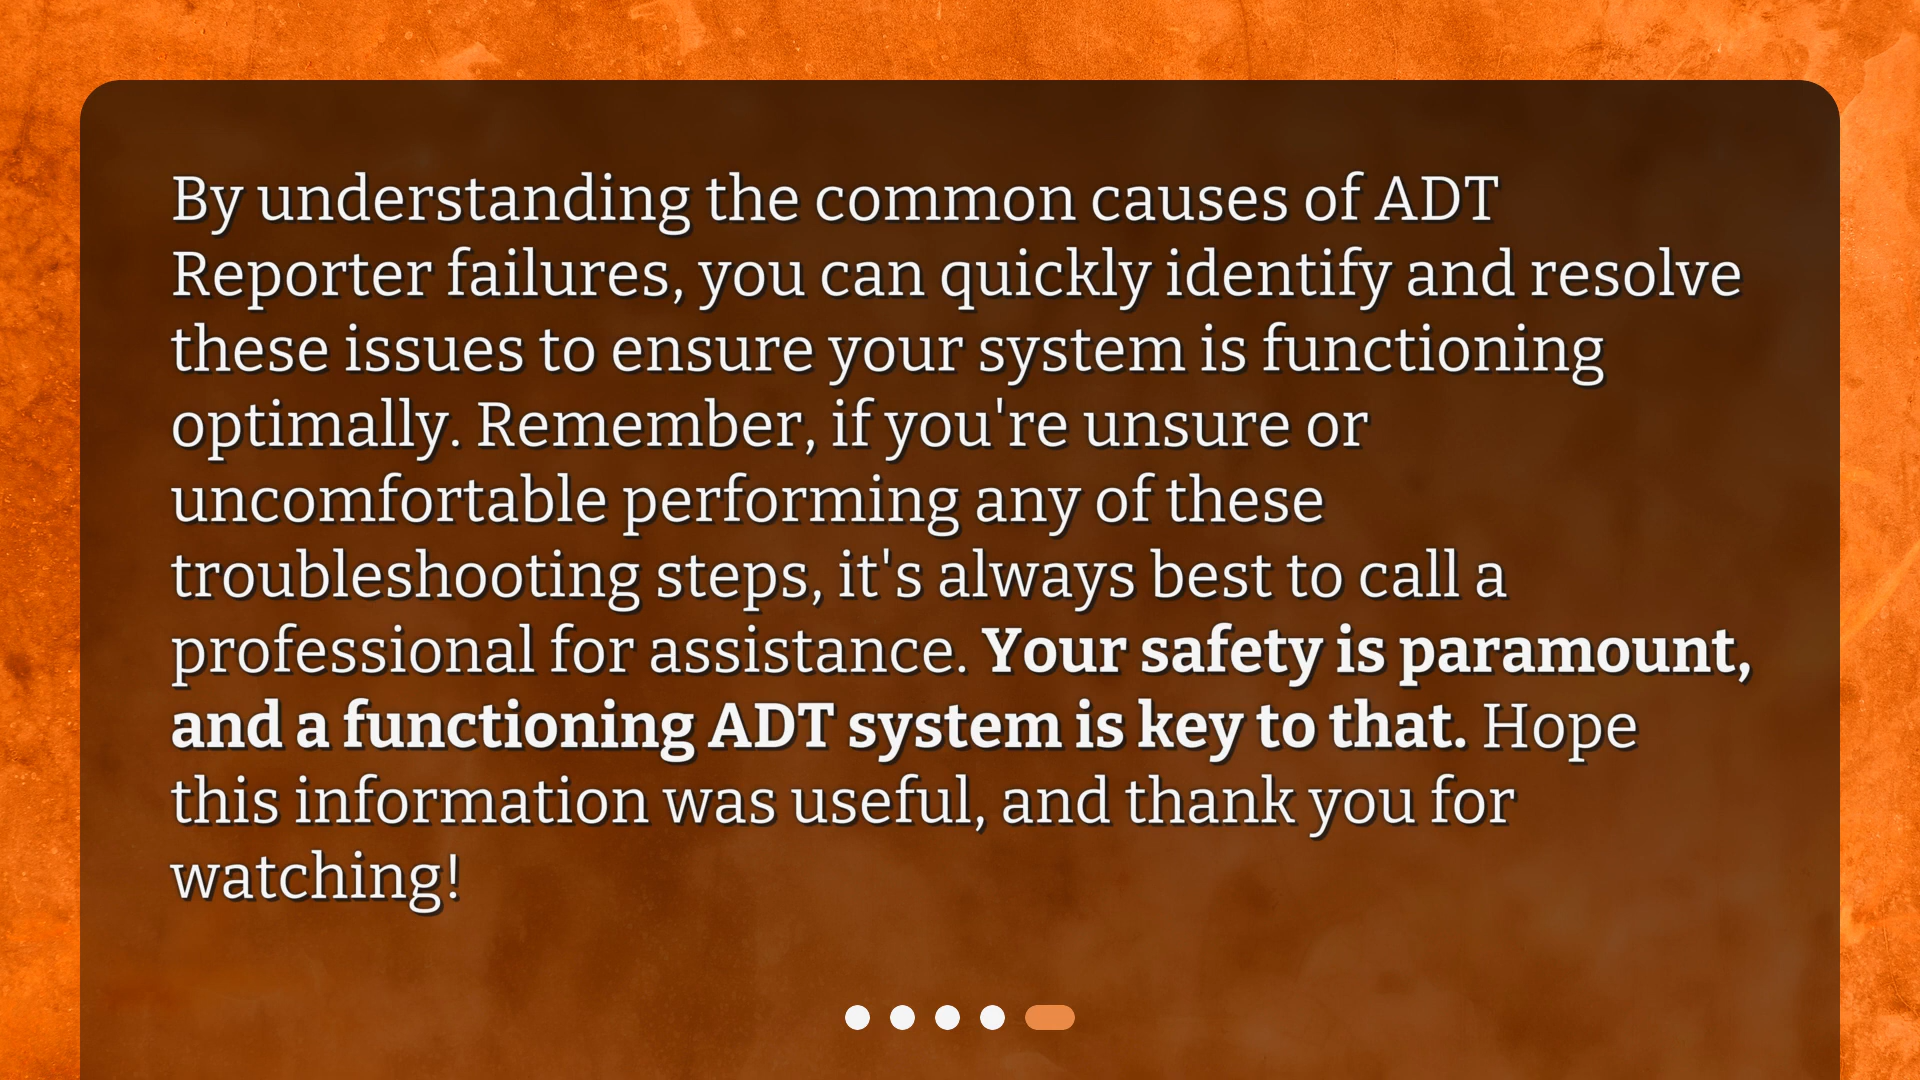 By understanding the common causes of ADT
Reporter failures, you can quickly identify and resolve
these issues to ensure your system is functioning
optimally. Remember, if you're unsure or
uncomfortable performing any of these
troubleshooting steps, it's always best to call a
professional for assistance. Your safety is paramount,
and a functioning ADT system is key to that. Hope
this information was useful, and thank you for
watching!